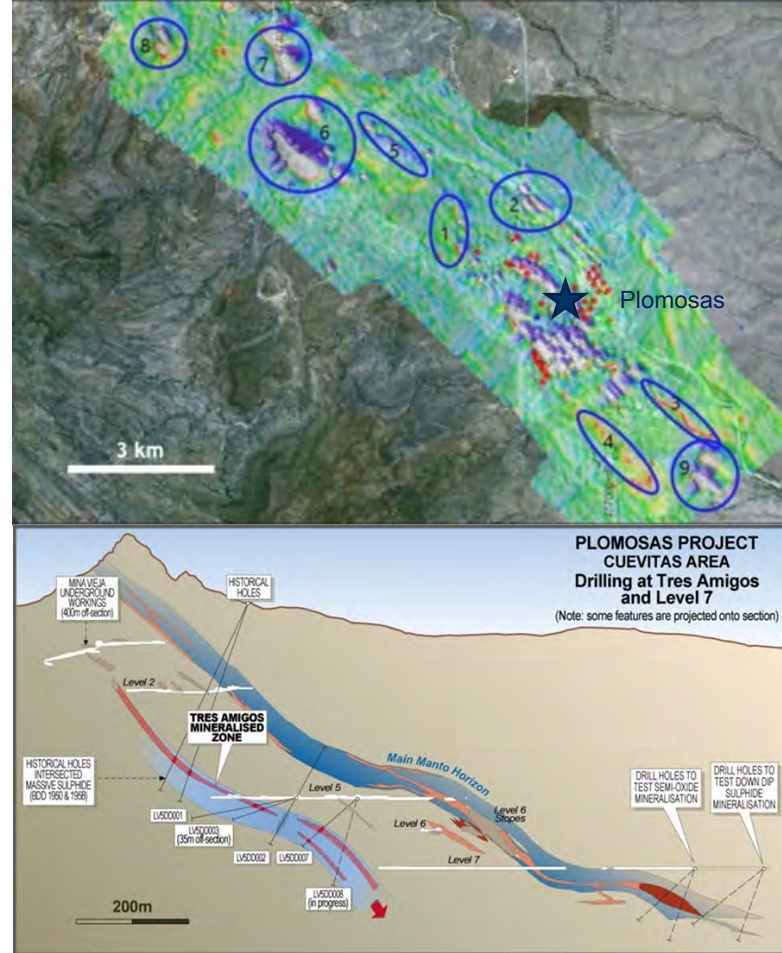 8
7
6
5
2
1
Plomosas
3
4
9
3 km
PLOMOSAS PROJECT
CUEVITAS AREA
Drilling at Tres Amigos
and Level 7
(Note: some features are projected onto section)
MINA VIEJA
UNDERGROUND
WORKINGS
(400m off-section)
HISTORICAL
HOLES
Level 2
TRES AMIGOS
MINERALISED
ZONE
HISTORICAL HOLES
INTERSECTED
MASSIVE SULPHIDE
(BDD 1960 & 1958)
Main Manto Horizon
Level 5
LV5DD001
LV5DD003
(35m off-section)
LV5DD002
LV5DD007
LV5DD008
(in progress)
Level 6
Level 6
Stopes
Level 7
DRILL HOLES TO
TEST SEMI-OXIDE
MINERALISATION
DRILL HOLES TO
TEST DOWN DIP
SULPHIDE
MINERALISATION
200m